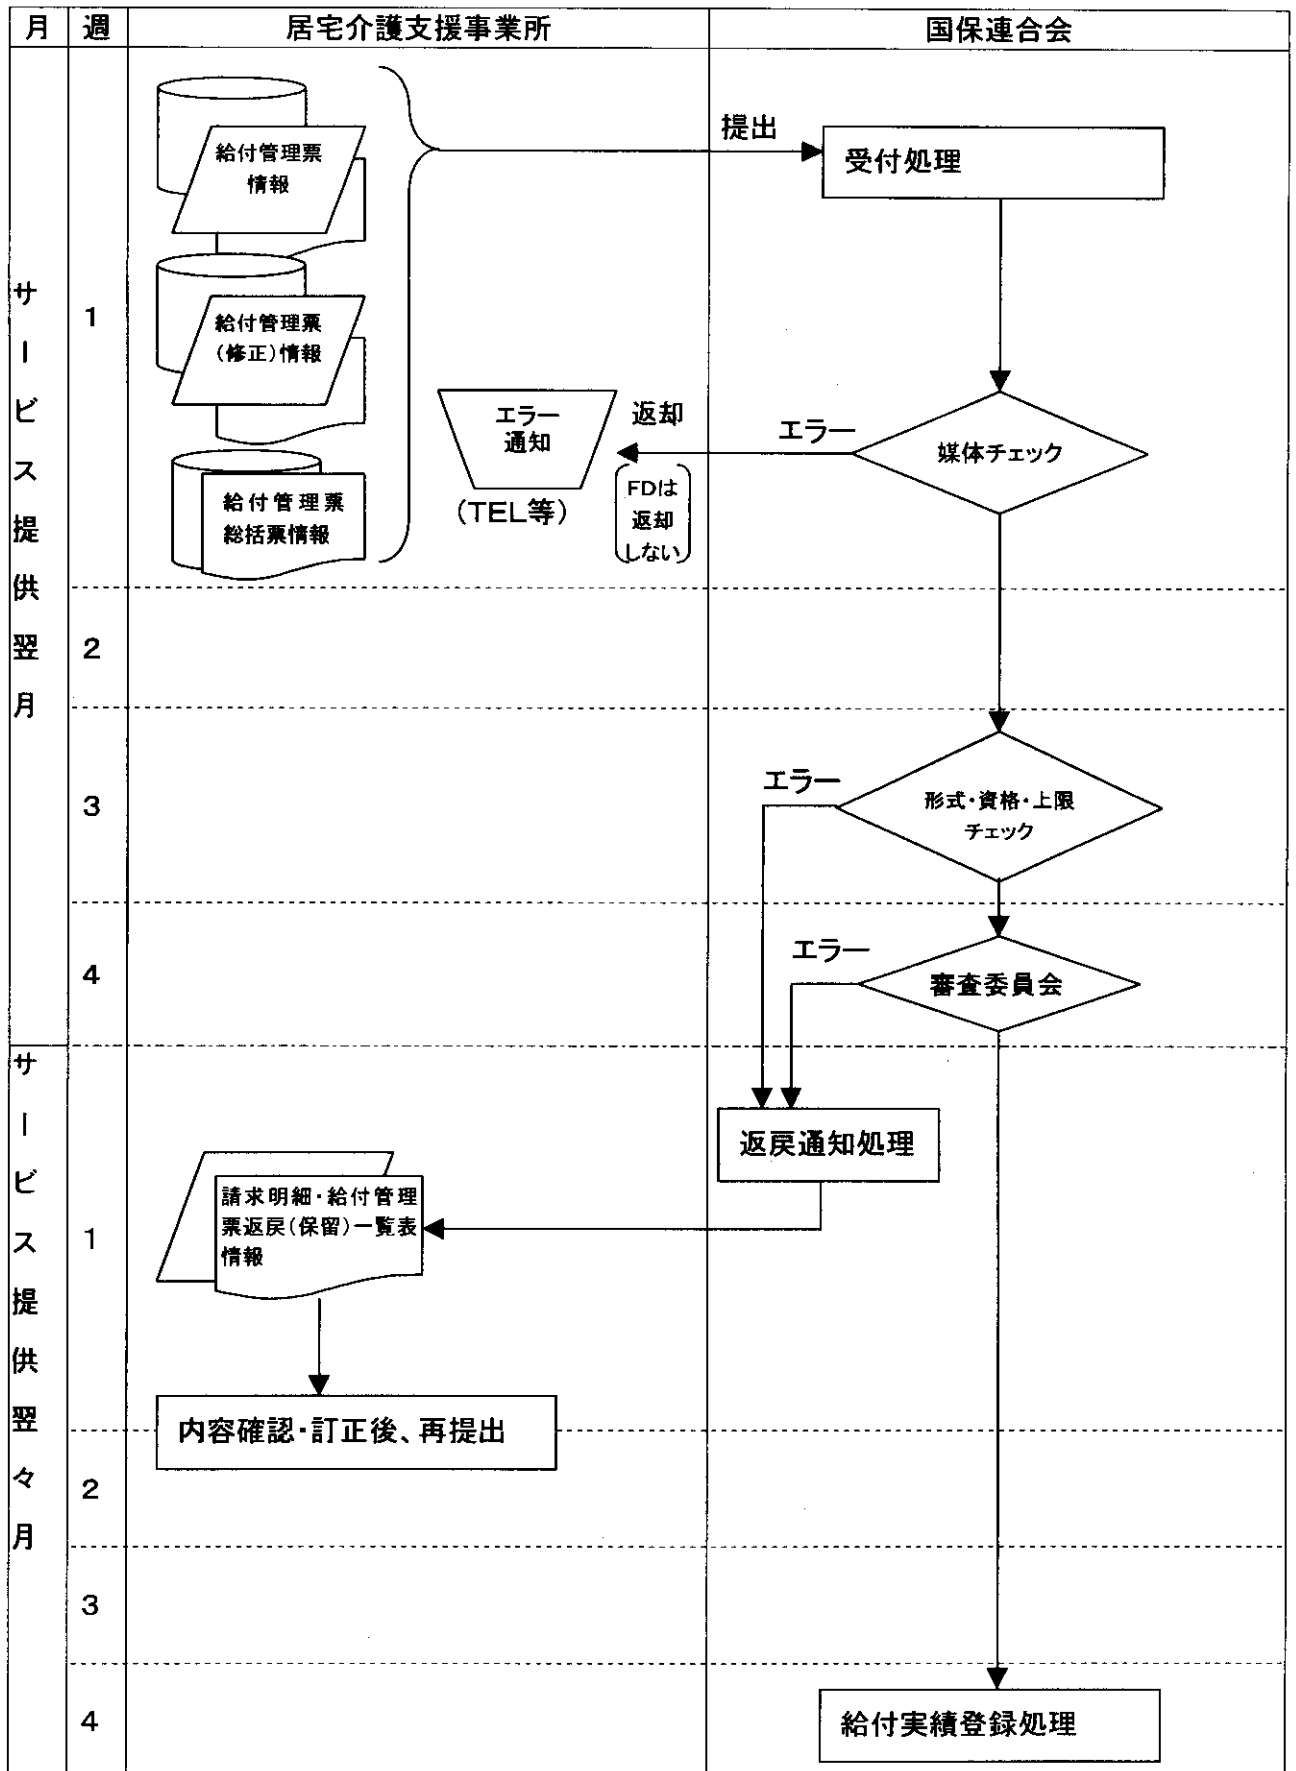 月
週
居宅介護支援事業所
国保連合会
サービス提供翌月
1
給付管理票
情報
給付管理票
(修正)情報
給付管理票
総括票情報
提出
受付処理
媒体チェック
エラー
返却
FDは
返却
しない
エラー
通知
(TEL等)
2
3
形式・資格・上限
チェック
エラー
4
審査委員会
エラー
サービス提供翌々月
1
返戻通知処理
請求明細・給付管理
票返戻(保留)一覧表
情報
内容確認・訂正後、再提出
2
3
4
給付実績登録処理